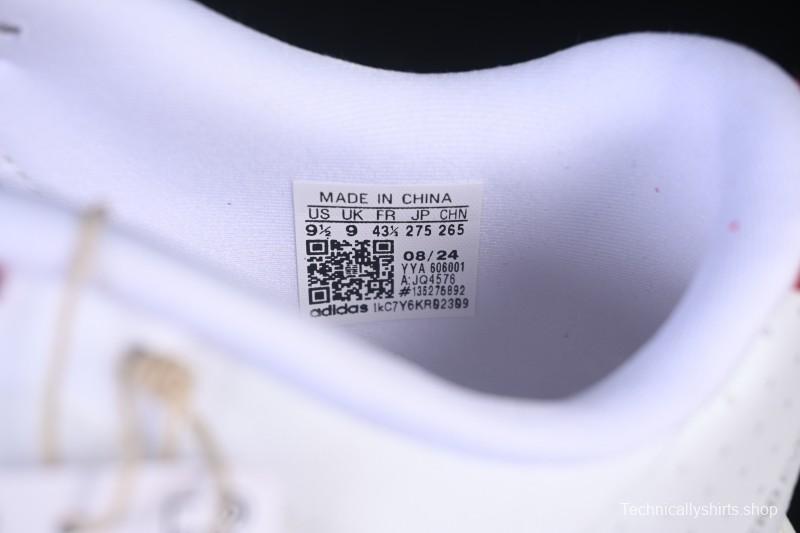 MADE IN CHINA
US UK FR JP CHN
9½ 9 43⅓ 275 265
08/24
YYA 606001
A:JQ4576
#135275892
adidas 1kC7Y6KR92399
Technicallyshirts.shop